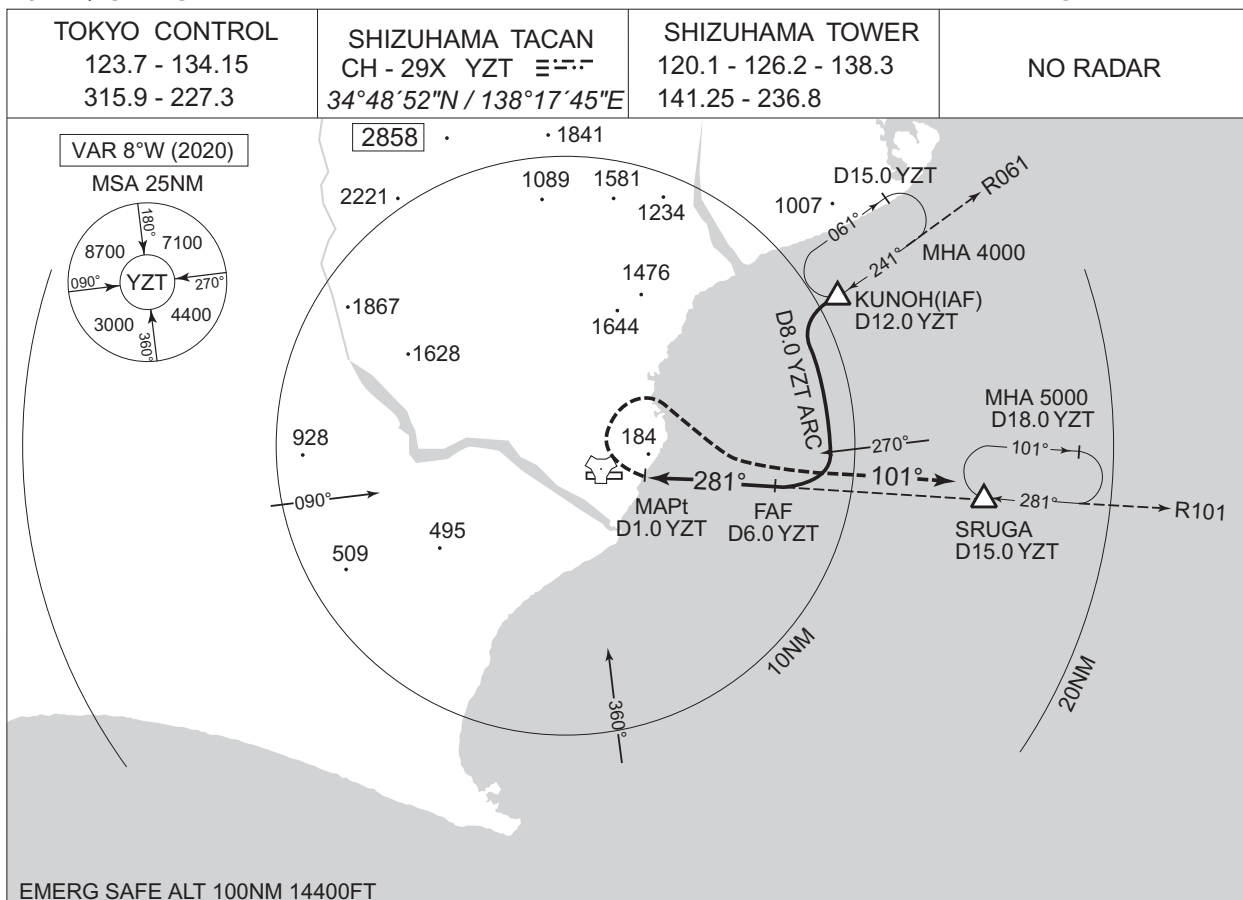 TOKYO CONTROL
123.7 - 134.15
315.9 - 227.3
SHIZUHAMA TACAN
CH - 29X YZT
34°48´52"N / 138°17´45"E
SHIZUHAMA TOWER
120.1 - 126.2 - 138.3
141.25 - 236.8
NO RADAR
VAR 8°W (2020)
MSA 25NM
180°
8700
7100
090°
YZT
270°
3000
4400
360°
2858
1841
2221
1089
1581
1234
1007
D15.0 YZT
R061
061°
241°
MHA 4000
1476
1867
1644
KUNOH(IAF)
D12.0 YZT
1628
D8.0 YZT ARC
MHA 5000
D18.0 YZT
928
184
270°
101°
281°
101°
281°
R101
090°
MAPt
D1.0 YZT
FAF
D6.0 YZT
SRUGA
D15.0 YZT
495
509
10NM
20NM
360°
EMERG SAFE ALT 100NM 14400FT